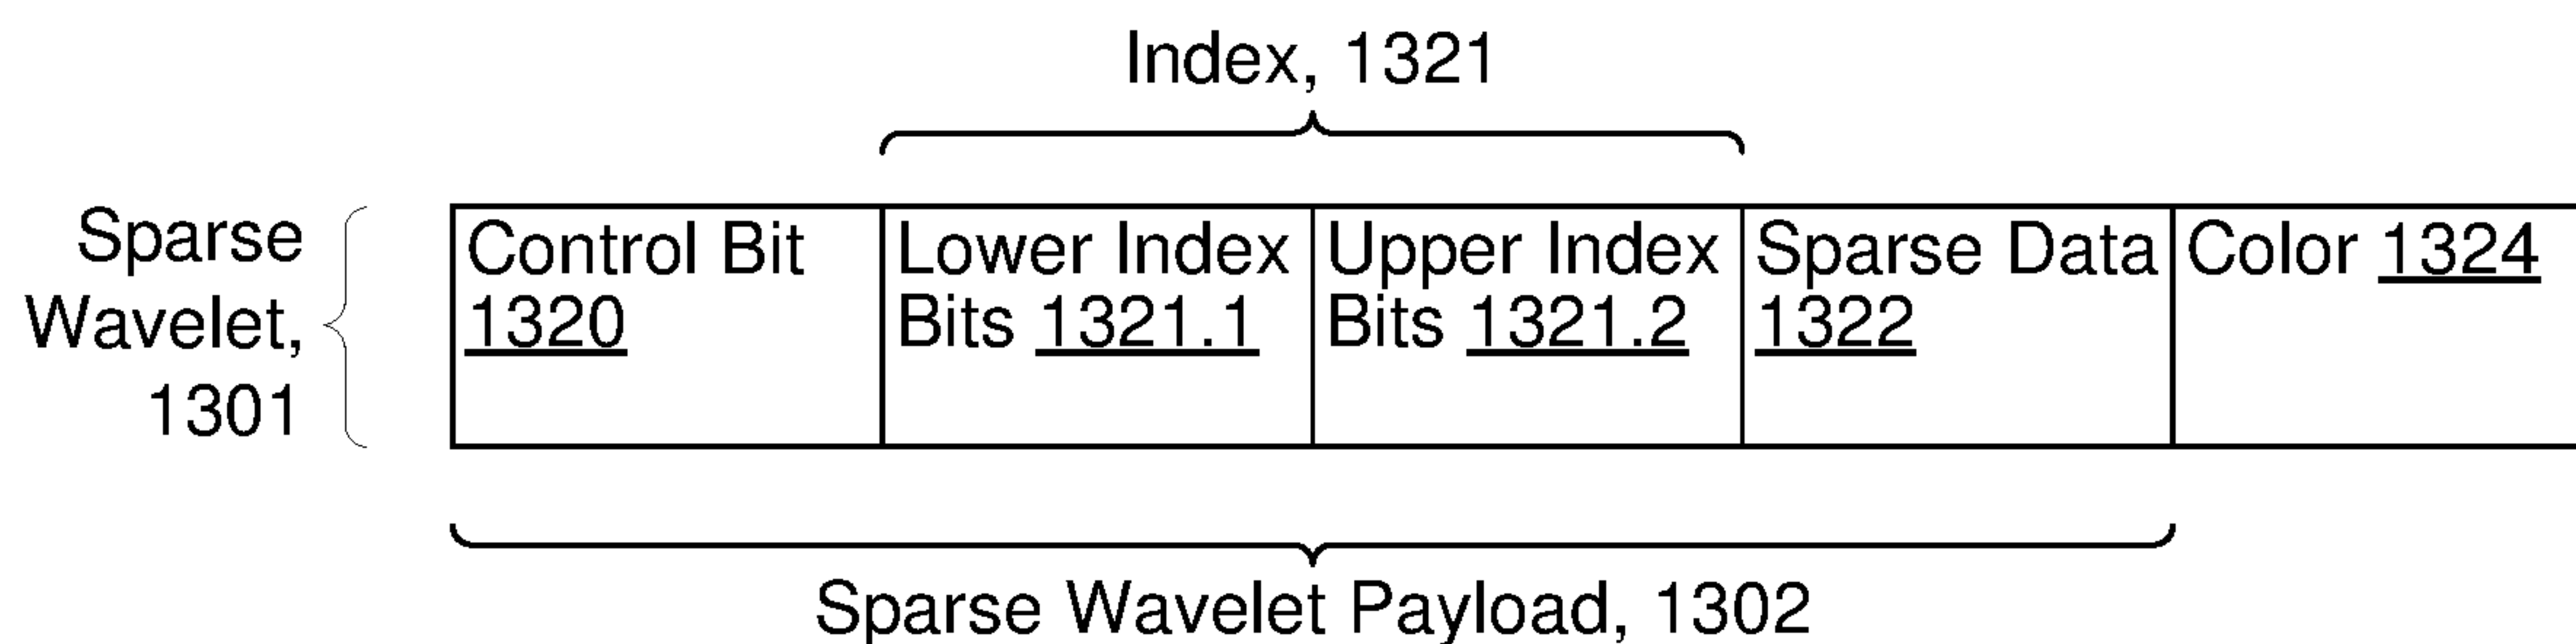 Index, 1321
Sparse
Wavelet,
1301
Control Bit
1320
Lower Index
Bits 1321.1
Upper Index
Bits 1321.2
Sparse Data
1322
Color 1324
Sparse Wavelet Payload, 1302